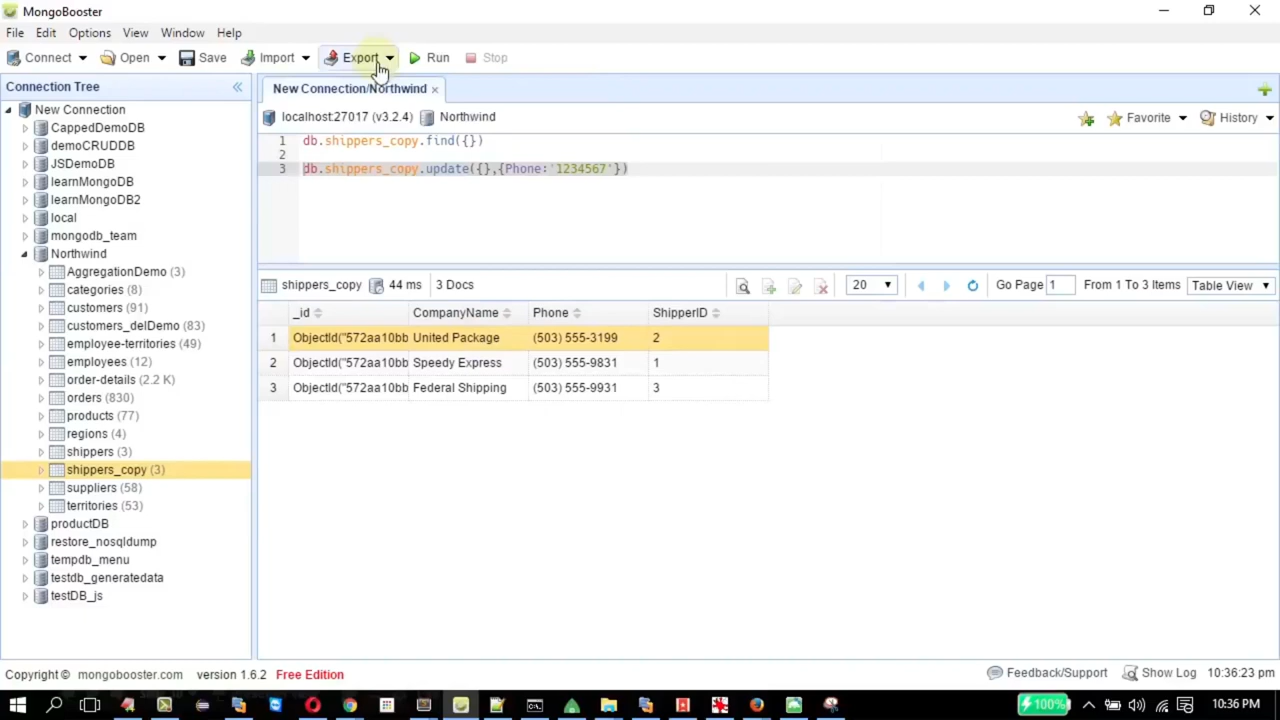 MongoBooster
File Edit Options View Window Help
Connect Open Save Import Export Run Stop
Connection Tree
New Connection
CappedDemoDB
demoCRUDDB
JSDemoDB
learnMongoDB
learnMongoDB2
local
mongodb_team
Northwind
AggregationDemo (3)
categories (8)
customers (91)
customers_delDemo (83)
employee-territories (49)
employees (12)
order-details (2.2 K)
orders (830)
products (77)
regions (4)
shippers (3)
shippers_copy (3)
suppliers (58)
territories (53)
productDB
restore_nosqldump
tempdb_menu
testdb_generatedata
testDB_js
New Connection/Northwind
localhost:27017 (v3.2.4) Northwind Favorite History
1 db.shippers_copy.find({})
2
3 db.shippers_copy.update({},{Phone:'1234567'})
shippers_copy 44 ms 3 Docs 20 Go Page 1 From 1 To 3 Items Table View
_id CompanyName Phone ShipperID
1 ObjectId("572aa10bb United Package (503) 555-3199 2
2 ObjectId("572aa10bb Speedy Express (503) 555-9831 1
3 ObjectId("572aa10bb Federal Shipping (503) 555-9931 3
Copyright © mongobooster.com version 1.6.2 Free Edition Feedback/Support Show Log 10:36:23 pm
100% 10:36 PM